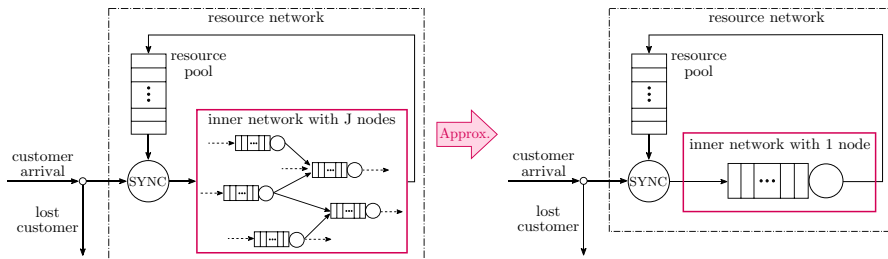 resource network
resource
pool
inner network with J nodes
SYNC
customer
arrival
lost
customer
Approx.
resource network
resource
pool
inner network with 1 node
SYNC
customer
arrival
lost
customer